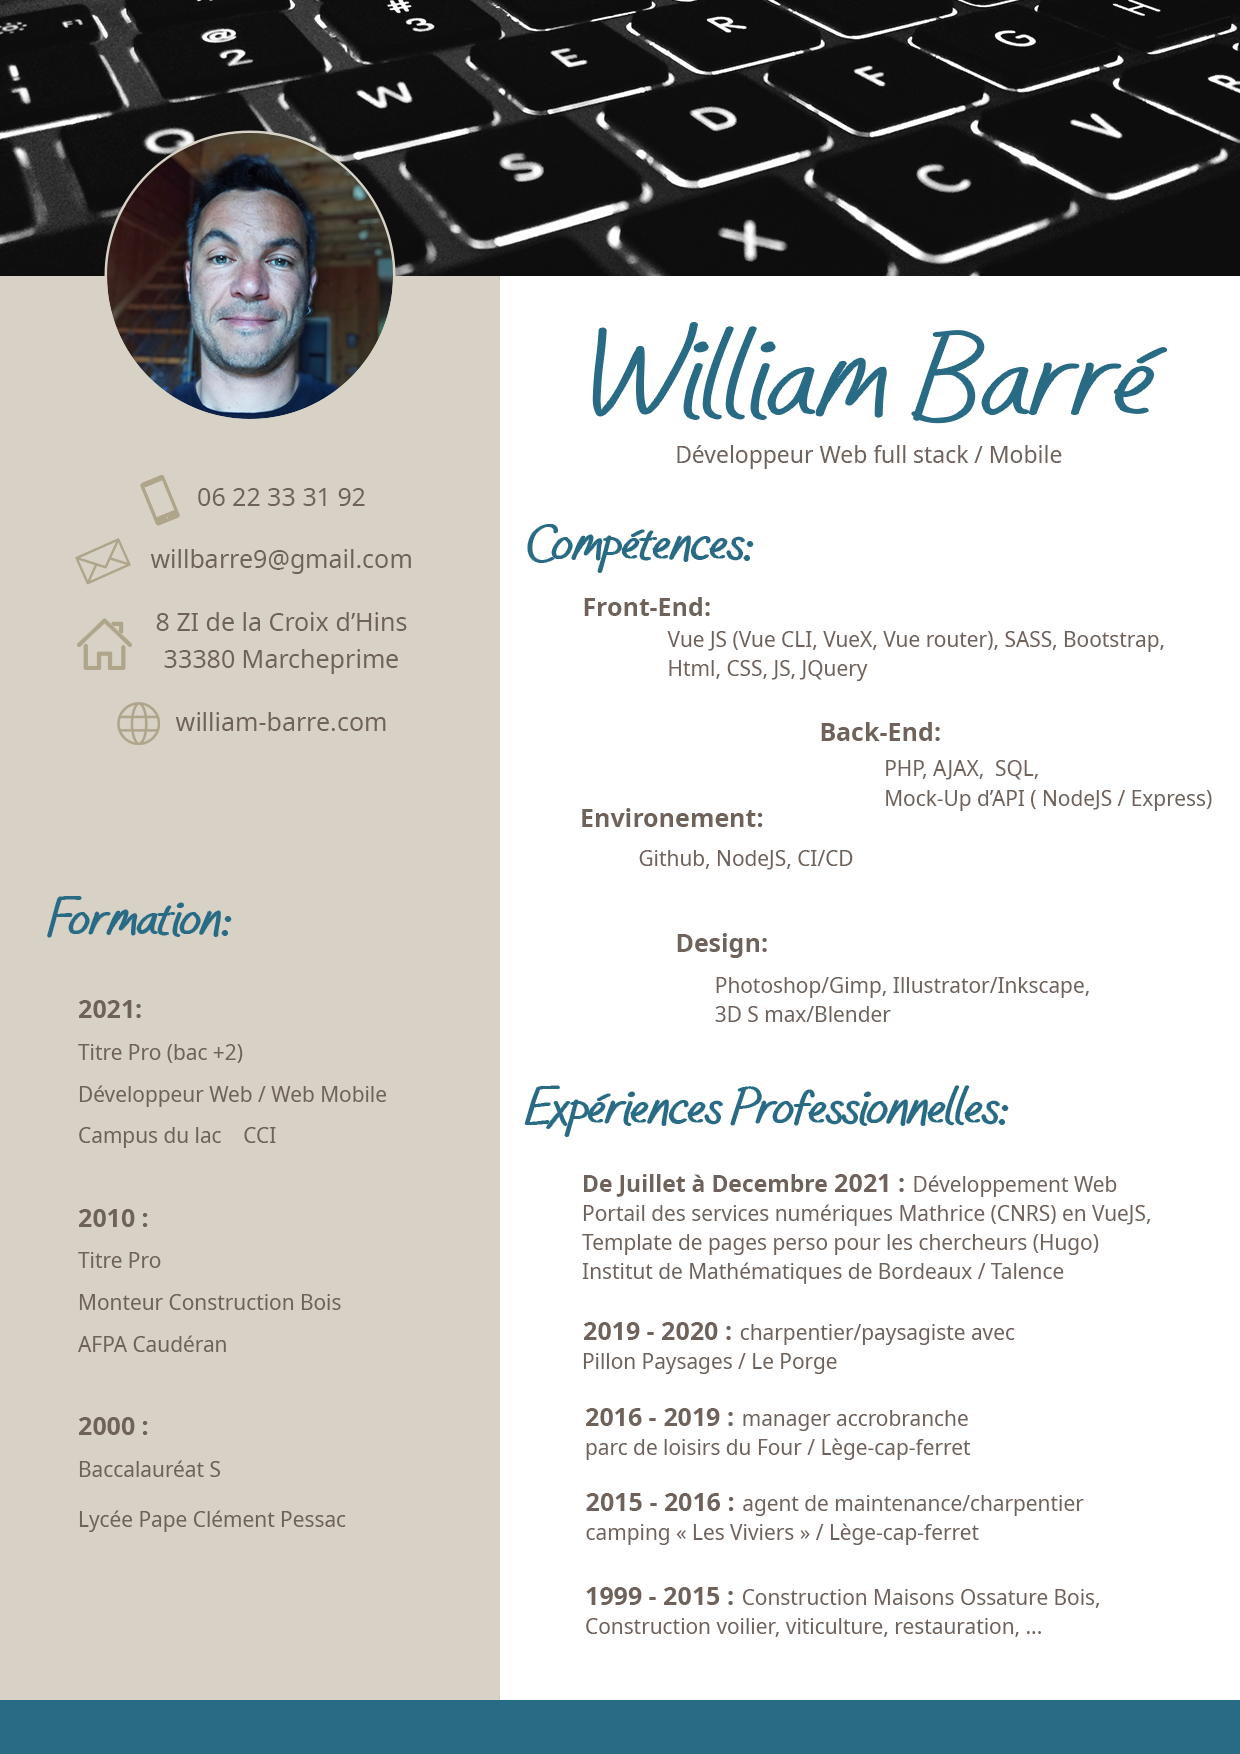 F1
@
2
#
3
!
1
Q
W
E
R
S
D
F
G
H
X
C
V
William Barré
Développeur Web full stack / Mobile
06 22 33 31 92
willbarre9@gmail.com
8 ZI de la Croix d’Hins
33380 Marcheprime
william-barre.com
Formation:
2021:
Titre Pro (bac +2)
Développeur Web / Web Mobile
Campus du lac    CCI
2010 :
Titre Pro
Monteur Construction Bois
AFPA Caudéran
2000 :
Baccalauréat S
Lycée Pape Clément Pessac
Compétences:
Front-End:
Vue JS (Vue CLI, VueX, Vue router), SASS, Bootstrap,
Html, CSS, JS, JQuery
Back-End:
PHP, AJAX,  SQL,
Mock-Up d’API ( NodeJS / Express)
Environement:
Github, NodeJS, CI/CD
Design:
Photoshop/Gimp, Illustrator/Inkscape,
3D S max/Blender
Expériences Professionnelles:
De Juillet à Decembre 2021 : Développement Web
Portail des services numériques Mathrice (CNRS) en VueJS,
Template de pages perso pour les chercheurs (Hugo)
Institut de Mathématiques de Bordeaux / Talence
2019 - 2020 : charpentier/paysagiste avec
Pillon Paysages / Le Porge
2016 - 2019 : manager accrobranche
parc de loisirs du Four / Lège-cap-ferret
2015 - 2016 : agent de maintenance/charpentier
camping « Les Viviers » / Lège-cap-ferret
1999 - 2015 : Construction Maisons Ossature Bois,
Construction voilier, viticulture, restauration, ...